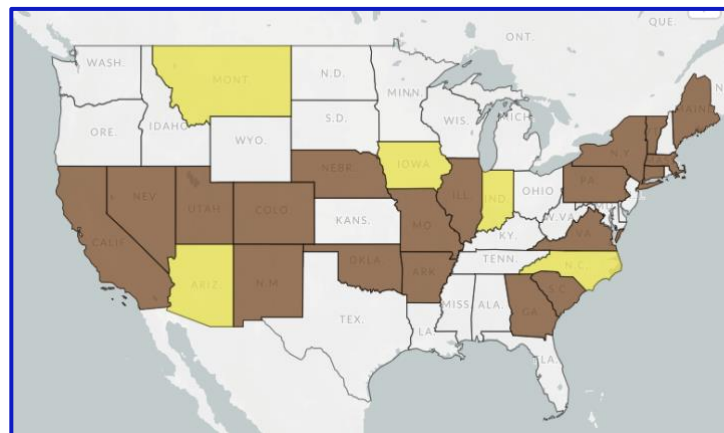 QUE.
ONT.
WASH.
MONT.
N.D.
MINN.
ORE.
IDAHO
S.D.
WIS.
MICH.
MAINE
WYO.
N.Y.
NEBR.
IOWA
PA.
NEV.
UTAH
COLO.
ILL.
IND.
OHIO
CALIF.
KANS.
MO.
W.VA.
VA.
KY.
ARIZ.
N.M.
OKLA.
ARK.
TENN.
N.C.
S.C.
TEX.
MISS.
ALA.
GA.
LA.
FLA.